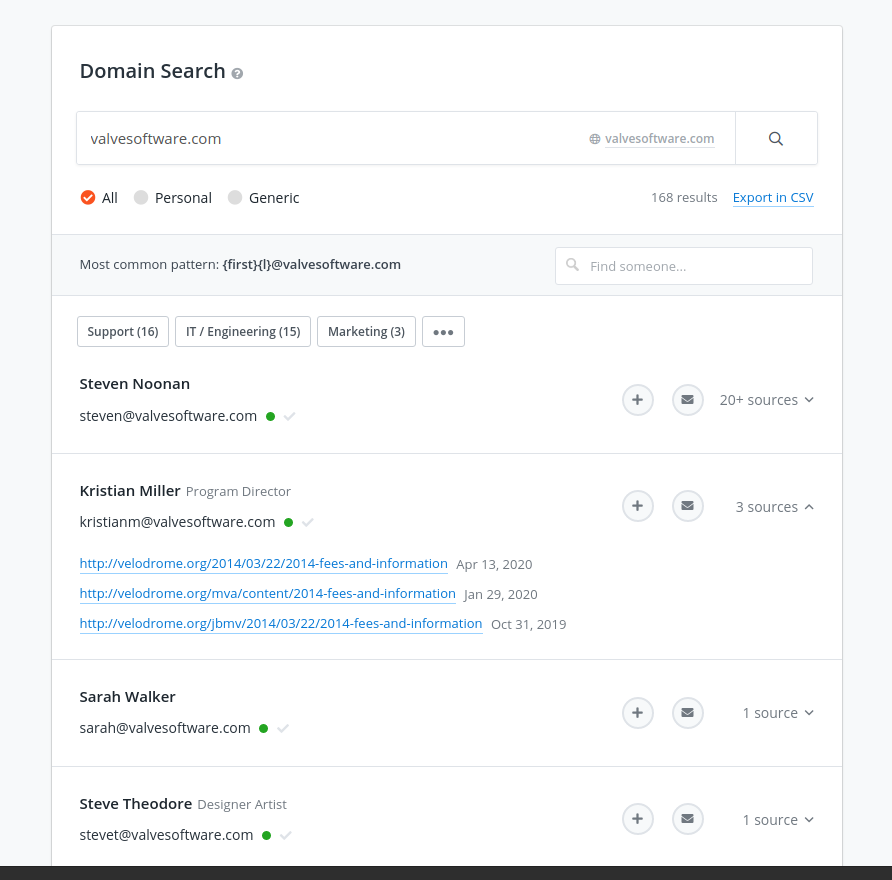 Domain Search ?
valvesoftware.com valvesoftware.com
All Personal Generic 168 results Export in CSV
Most common pattern: {first}{l}@valvesoftware.com Find someone...
Support (16) IT / Engineering (15) Marketing (3) •••
Steven Noonan
steven@valvesoftware.com
20+ sources
Kristian Miller Program Director
kristianm@valvesoftware.com
3 sources
http://velodrome.org/2014/03/22/2014-fees-and-information Apr 13, 2020
http://velodrome.org/mva/content/2014-fees-and-information Jan 29, 2020
http://velodrome.org/jbmv/2014/03/22/2014-fees-and-information Oct 31, 2019
Sarah Walker
sarah@valvesoftware.com
1 source
Steve Theodore Designer Artist
stevet@valvesoftware.com
1 source